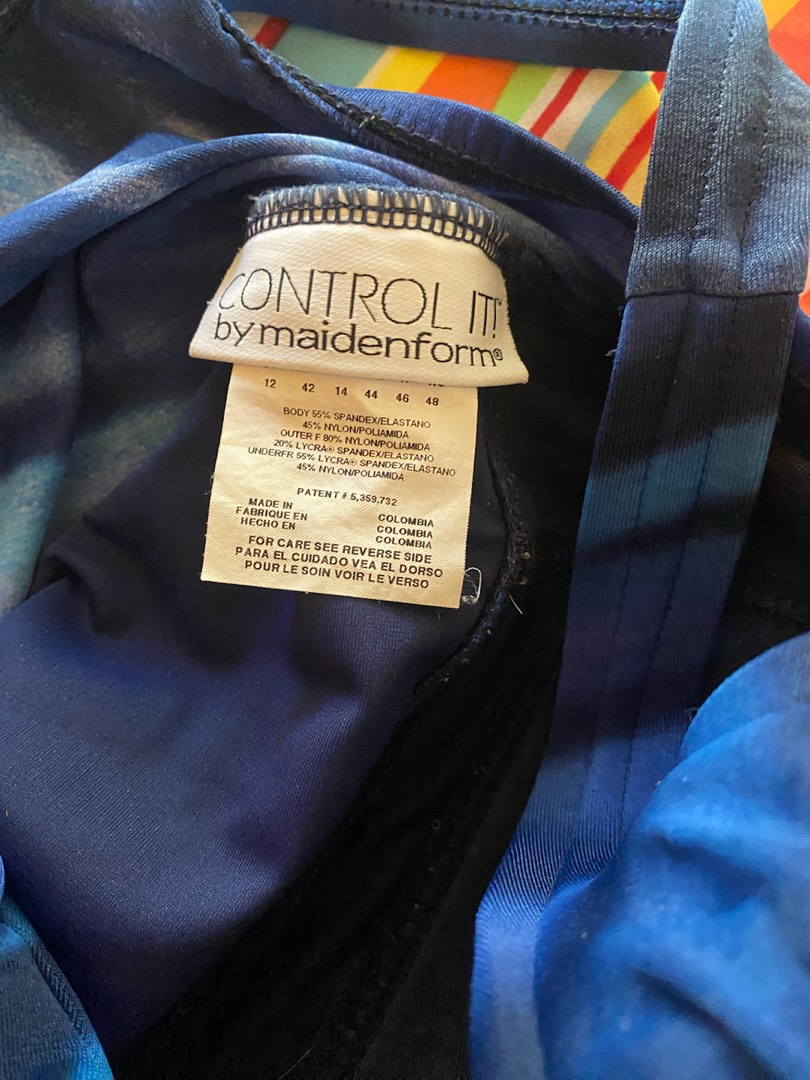 CONTROL IT!
by maidenform®
12 42 14 44 46 48
BODY 55% SPANDEX/ELASTANO
45% NYLON/POLIAMIDA
OUTER F 80% NYLON/POLIAMIDA
20% LYCRA® SPANDEX/ELASTANO
UNDERFR 55% LYCRA® SPANDEX/ELASTANO
45% NYLON/POLIAMIDA
PATENT # 5,359,732
MADE IN
FABRIQUE EN COLOMBIA
HECHO EN COLOMBIA
COLOMBIA
FOR CARE SEE REVERSE SIDE
PARA EL CUIDADO VEA EL DORSO
POUR LE SOIN VOIR LE VERSO